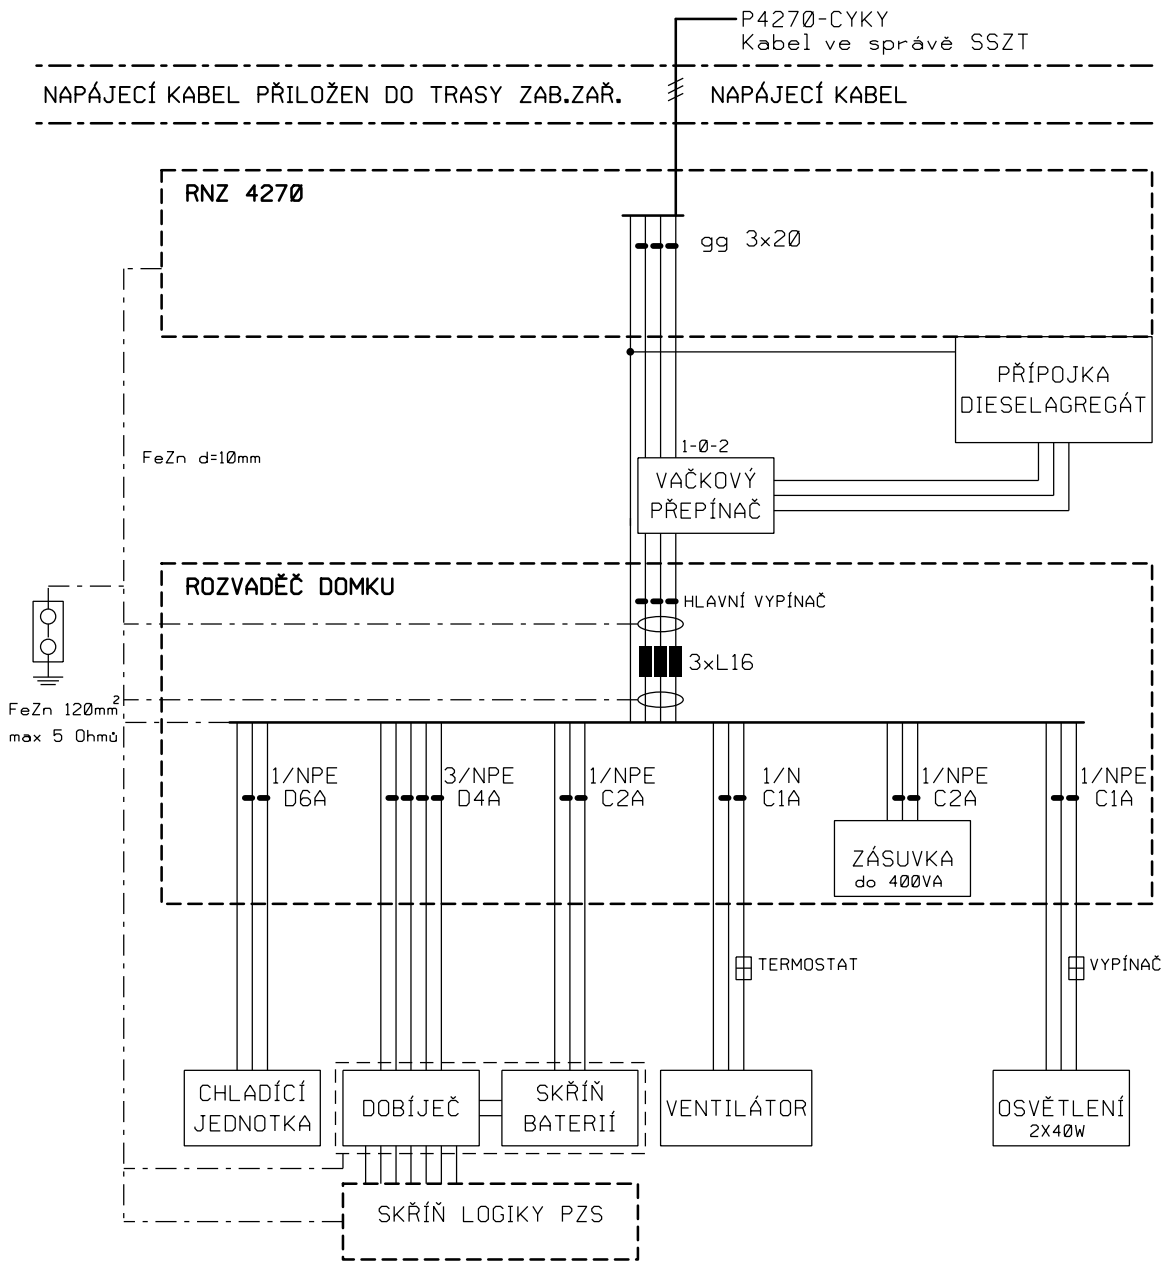 P4270-CYKY
Kabel ve správě SSZT
NAPÁJECÍ KABEL PŘILOŽEN DO TRASY ZAB.ZAŘ.
NAPÁJECÍ KABEL
RNZ 4270
gg 3x20
PŘÍPOJKA
DIESELAGREGÁT
FeZn d=10mm
1-0-2
VAČKOVÝ
PŘEPÍNAČ
ROZVADĚČ DOMKU
HLAVNÍ VYPÍNAČ
3xL16
FeZn 120mm²
max 5 Ohmů
1/NPE
D6A
3/NPE
D4A
1/NPE
C2A
1/N
C1A
1/NPE
C2A
1/NPE
C1A
ZÁSUVKA
do 400VA
TERMOSTAT
VYPÍNAČ
CHLADÍCÍ
JEDNOTKA
DOBÍJEČ
SKŘÍŇ
BATERIÍ
VENTILÁTOR
OSVĚTLENÍ
2X40W
SKŘÍŇ LOGIKY PZS